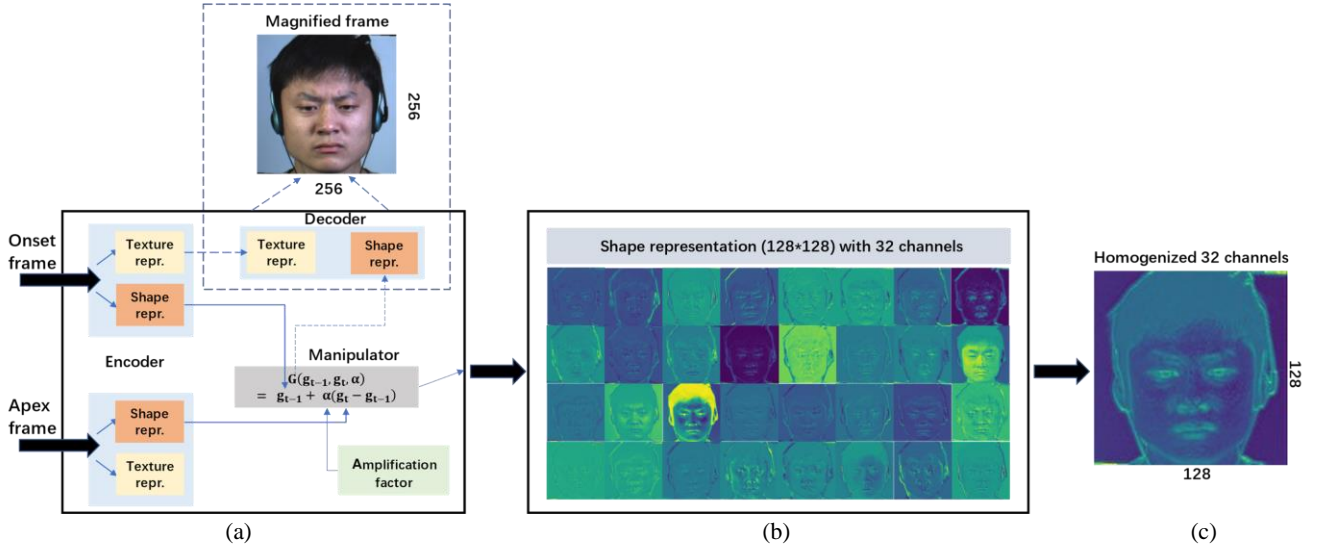 Magnified frame
256
256
Onset
frame
Texture
repr.
Shape
repr.
Decoder
Texture
repr.
Shape
repr.
Encoder
Manipulator
G(gₜ₋₁, gₜ, α)
= gₜ₋₁ + α(gₜ − gₜ₋₁)
Apex
frame
Shape
repr.
Texture
repr.
Amplification
factor
(a)
Shape representation (128*128) with 32 channels
(b)
Homogenized 32 channels
128
128
(c)